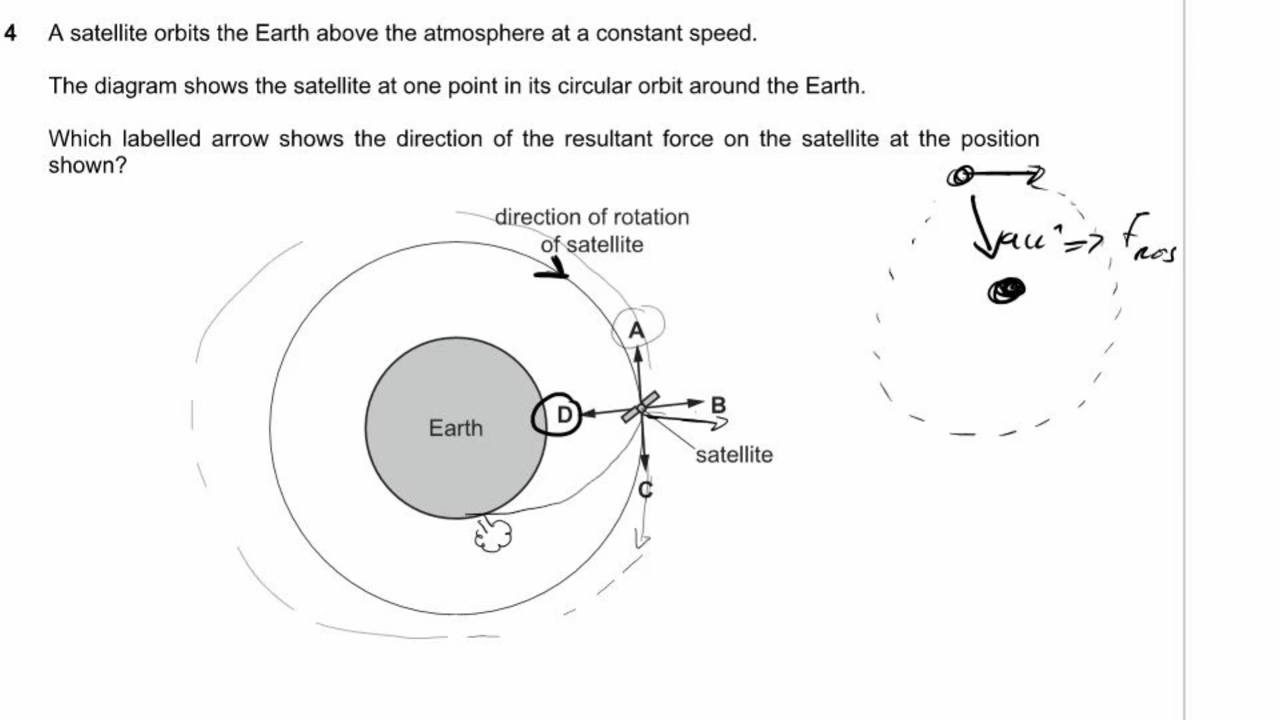 4 A satellite orbits the Earth above the atmosphere at a constant speed.
The diagram shows the satellite at one point in its circular orbit around the Earth.
Which labelled arrow shows the direction of the resultant force on the satellite at the position
shown?
direction of rotation
of satellite
A
B
D
Earth
satellite
C